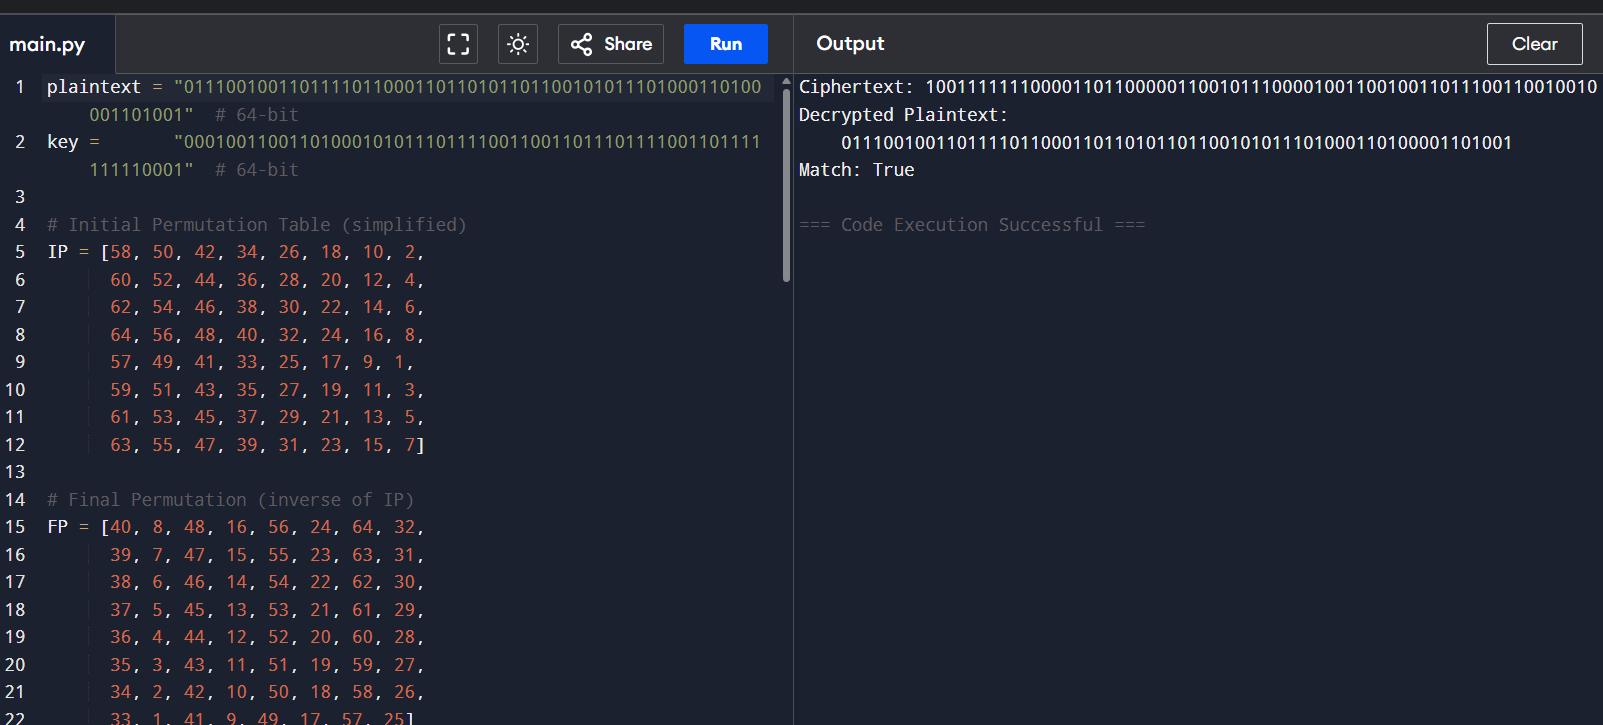 main.py
Share
Run
Output
Clear
1 plaintext = "0111001001101111011000110110101101100101011101000110100
001101001"  # 64-bit
2 key =       "0001001100110100010101110111100110011011101111001101111
111110001"  # 64-bit
3
4 # Initial Permutation Table (simplified)
5 IP = [58, 50, 42, 34, 26, 18, 10, 2,
6 60, 52, 44, 36, 28, 20, 12, 4,
7 62, 54, 46, 38, 30, 22, 14, 6,
8 64, 56, 48, 40, 32, 24, 16, 8,
9 57, 49, 41, 33, 25, 17, 9, 1,
10 59, 51, 43, 35, 27, 19, 11, 3,
11 61, 53, 45, 37, 29, 21, 13, 5,
12 63, 55, 47, 39, 31, 23, 15, 7]
13
14 # Final Permutation (inverse of IP)
15 FP = [40, 8, 48, 16, 56, 24, 64, 32,
16 39, 7, 47, 15, 55, 23, 63, 31,
17 38, 6, 46, 14, 54, 22, 62, 30,
18 37, 5, 45, 13, 53, 21, 61, 29,
19 36, 4, 44, 12, 52, 20, 60, 28,
20 35, 3, 43, 11, 51, 19, 59, 27,
21 34, 2, 42, 10, 50, 18, 58, 26,
22 33, 1, 41, 9, 49, 17, 57, 25]
Ciphertext: 1001111111000011011000001100101110000100110010011011100110010010
Decrypted Plaintext:
0111001001101111011000110110101101100101011101000110100001101001
Match: True
=== Code Execution Successful ===